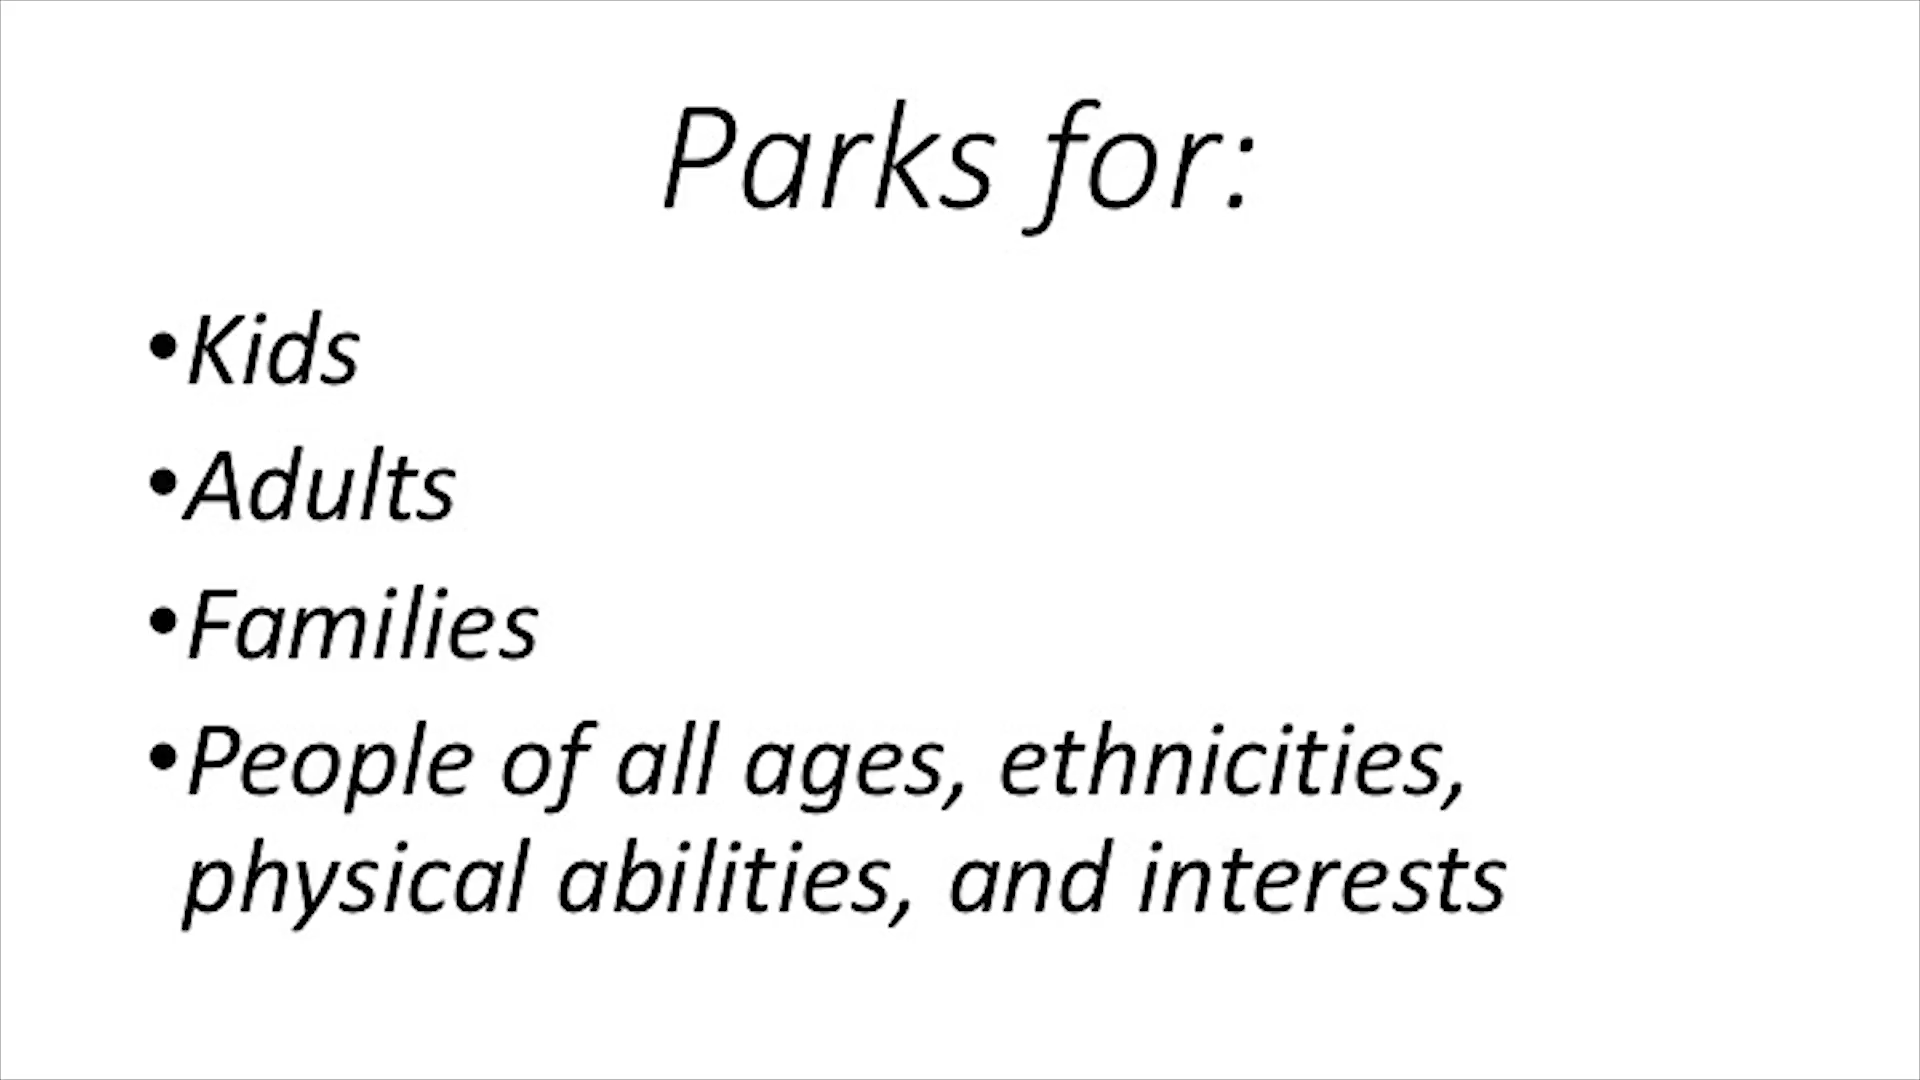 Parks for:
•Kids
•Adults
•Families
•People of all ages, ethnicities,
physical abilities, and interests